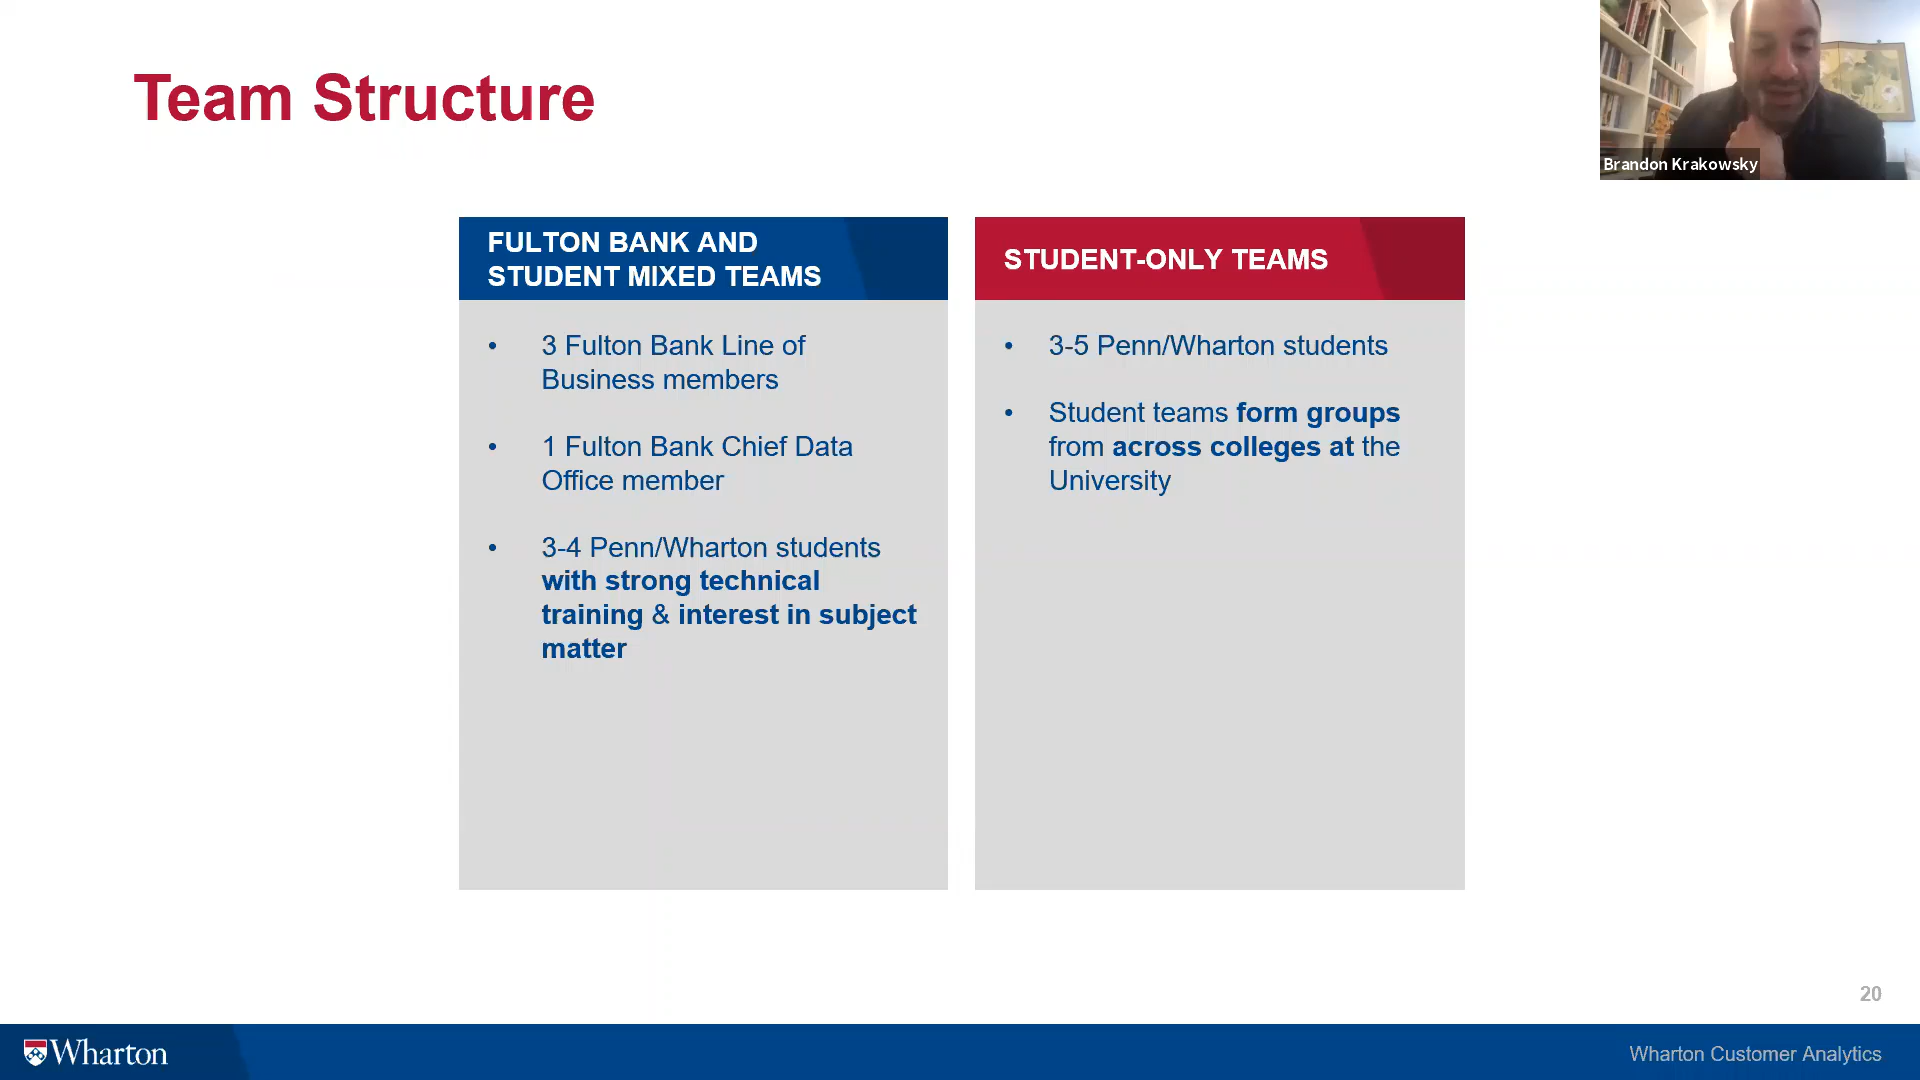 Team Structure
Brandon Krakowsky
FULTON BANK AND
STUDENT MIXED TEAMS
• 3 Fulton Bank Line of
Business members
• 1 Fulton Bank Chief Data
Office member
• 3-4 Penn/Wharton students
with strong technical
training & interest in subject
matter
STUDENT-ONLY TEAMS
• 3-5 Penn/Wharton students
• Student teams form groups
from across colleges at the
University
20
Wharton
Wharton Customer Analytics